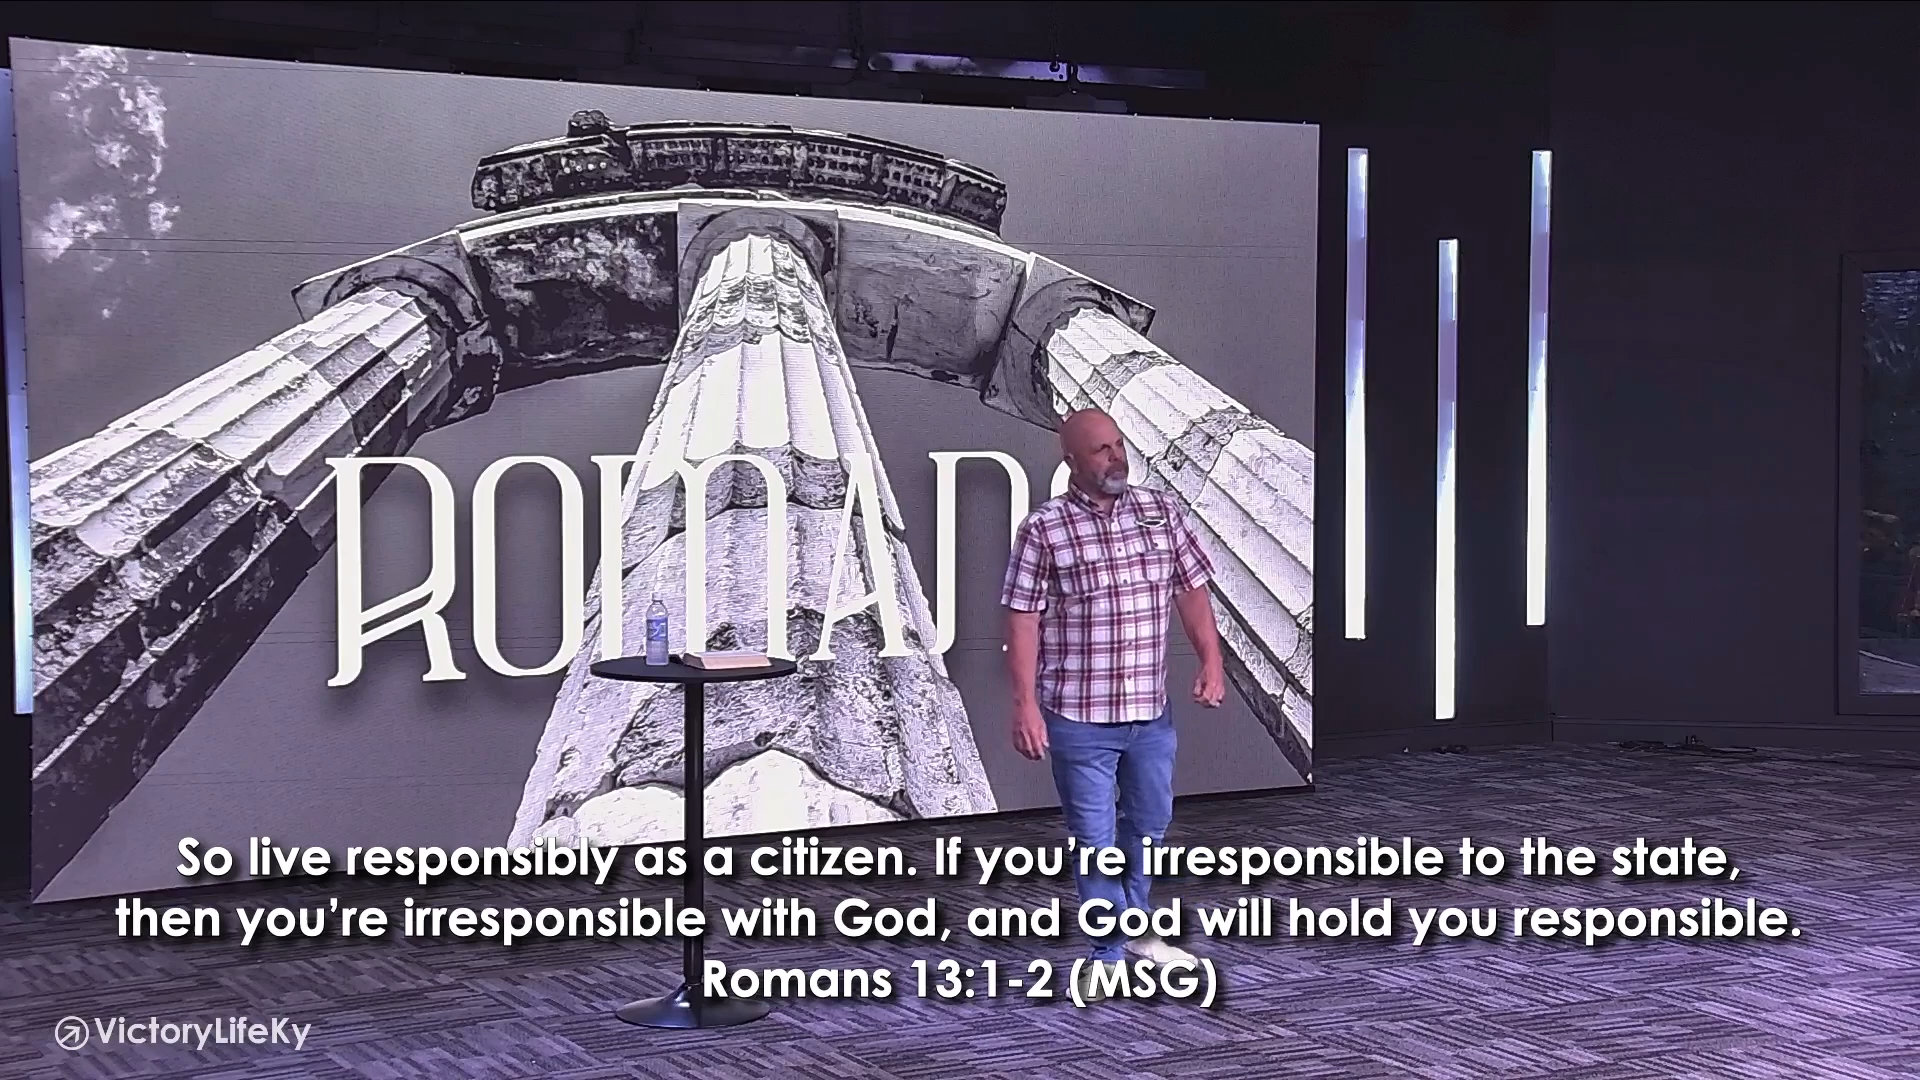 ROMANS
So live responsibly as a citizen. If you're irresponsible to the state,
then you're irresponsible with God, and God will hold you responsible.
Romans 13:1-2 (MSG)
VictoryLifeKy